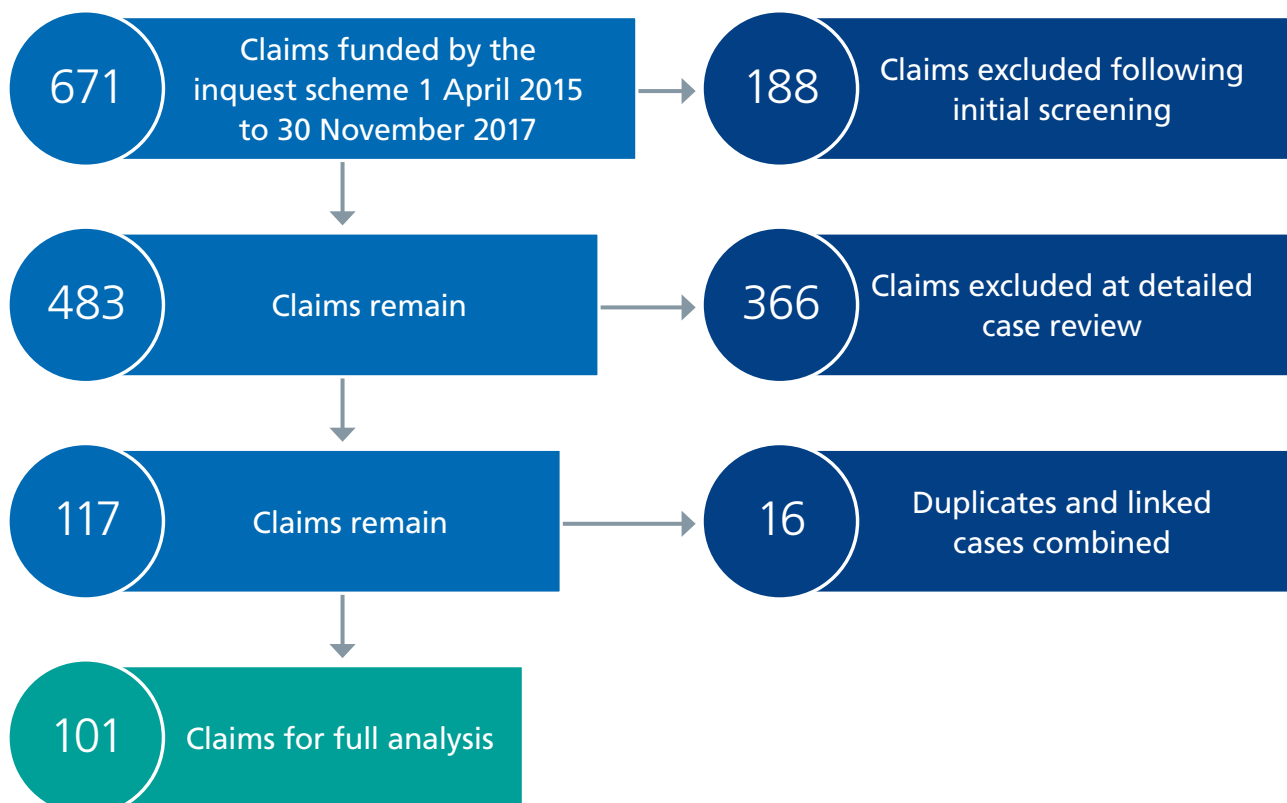 671
Claims funded by the
inquest scheme 1 April 2015
to 30 November 2017
188
Claims excluded following
initial screening
483
Claims remain
366
Claims excluded at detailed
case review
117
Claims remain
16
Duplicates and linked
cases combined
101
Claims for full analysis